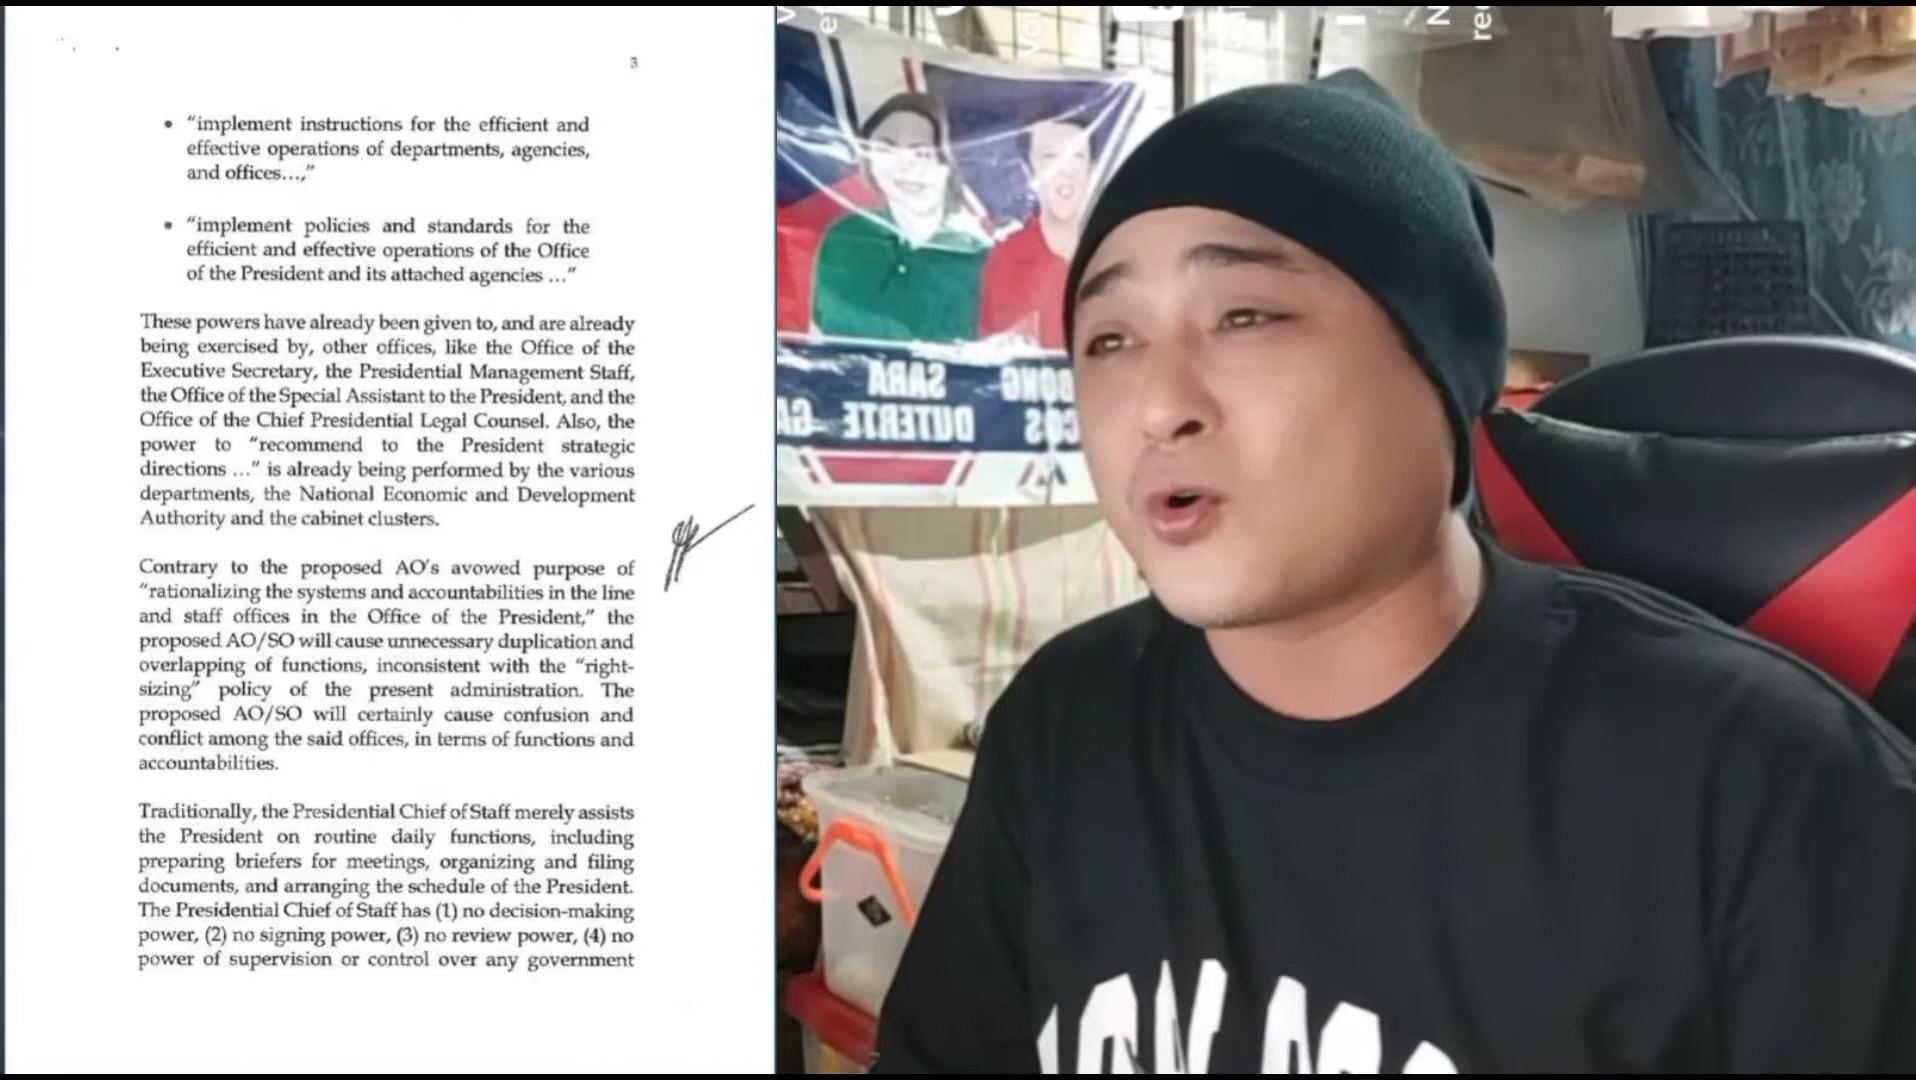 3
• “implement instructions for the efficient and
effective operations of departments, agencies,
and offices...,”
• “implement policies and standards for the
efficient and effective operations of the Office
of the President and its attached agencies ...”
These powers have already been given to, and are already
being exercised by, other offices, like the Office of the
Executive Secretary, the Presidential Management Staff,
the Office of the Special Assistant to the President, and the
Office of the Chief Presidential Legal Counsel. Also, the
power to “recommend to the President strategic
directions ...” is already being performed by the various
departments, the National Economic and Development
Authority and the cabinet clusters.
Contrary to the proposed AO's avowed purpose of
“rationalizing the systems and accountabilities in the line
and staff offices in the Office of the President,” the
proposed AO/SO will cause unnecessary duplication and
overlapping of functions, inconsistent with the “right-
sizing” policy of the present administration. The
proposed AO/SO will certainly cause confusion and
conflict among the said offices, in terms of functions and
accountabilities.
Traditionally, the Presidential Chief of Staff merely assists
the President on routine daily functions, including
preparing briefers for meetings, organizing and filing
documents, and arranging the schedule of the President.
The Presidential Chief of Staff has (1) no decision-making
power, (2) no signing power, (3) no review power, (4) no
power of supervision or control over any government
SARA
DUTERTE